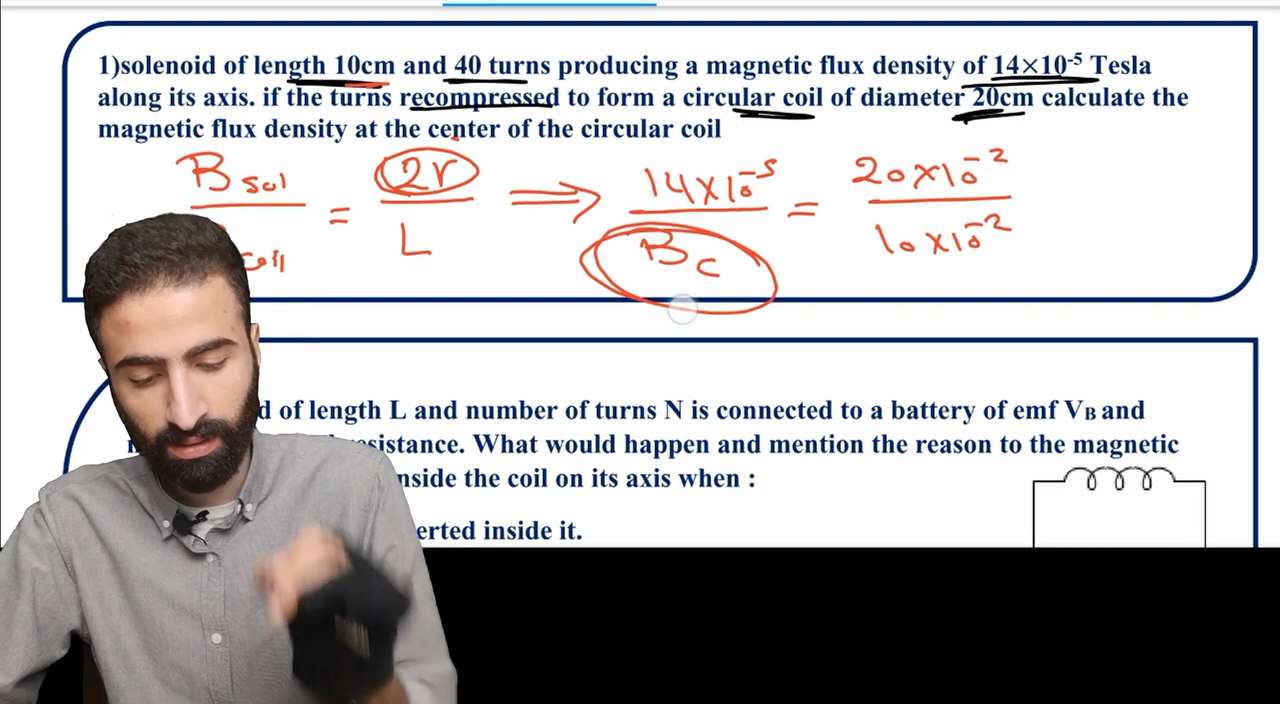 1)solenoid of length 10cm and 40 turns producing a magnetic flux density of 14×10⁻⁵ Tesla
along its axis. if the turns recompressed to form a circular coil of diameter 20cm calculate the
magnetic flux density at the center of the circular coil
B sol / coil = 2r / L ⟹ 14×10⁻⁵ / Bc = 20×10⁻² / 10×10⁻²
d of length L and number of turns N is connected to a battery of emf VB and
sistance. What would happen and mention the reason to the magnetic
nside the coil on its axis when :
erted inside it.